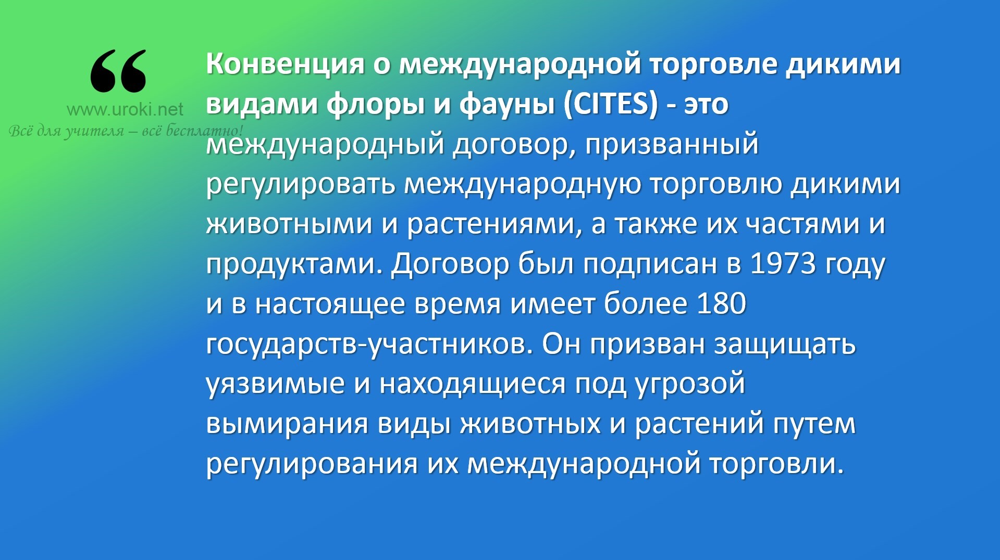 “
www.uroki.net
Всё для учителя – всё бесплатно!
Конвенция о международной торговле дикими
видами флоры и фауны (CITES) - это
международный договор, призванный
регулировать международную торговлю дикими
животными и растениями, а также их частями и
продуктами. Договор был подписан в 1973 году
и в настоящее время имеет более 180
государств-участников. Он призван защищать
уязвимые и находящиеся под угрозой
вымирания виды животных и растений путем
регулирования их международной торговли.